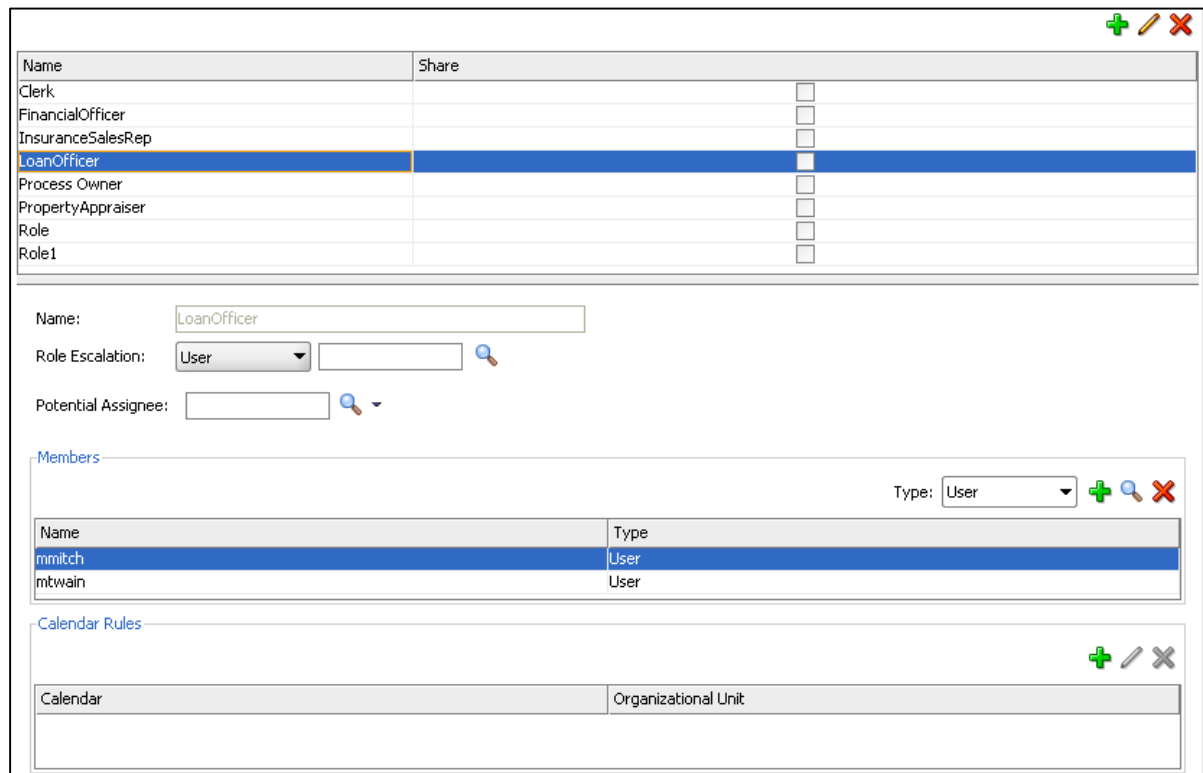 Name Share
Clerk
FinancialOfficer
InsuranceSalesRep
LoanOfficer
Process Owner
PropertyAppraiser
Role
Role1
Name: LoanOfficer
Role Escalation: User
Potential Assignee:
Members
Type: User
Name Type
mmitch User
mtwain User
Calendar Rules
Calendar Organizational Unit